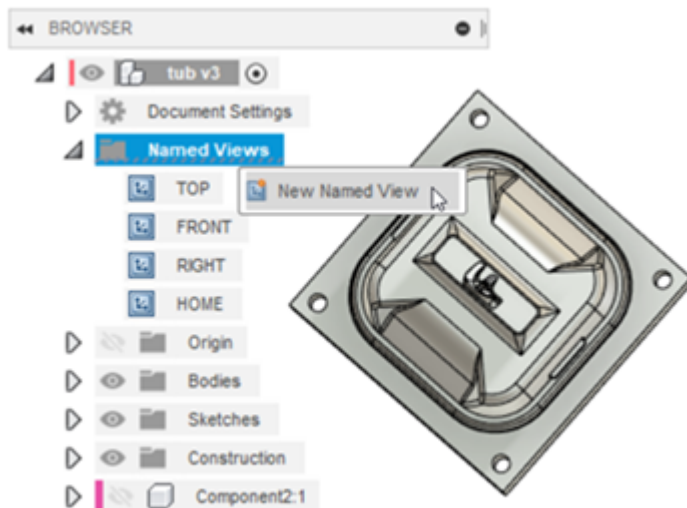 BROWSER
tub v3
Document Settings
Named Views
TOP
New Named View
FRONT
RIGHT
HOME
Origin
Bodies
Sketches
Construction
Component2:1